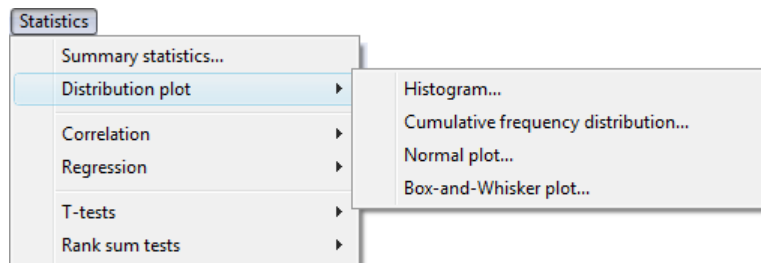 Statistics
Summary statistics...
Distribution plot
Histogram...
Cumulative frequency distribution...
Normal plot...
Box-and-Whisker plot...
Correlation
Regression
T-tests
Rank sum tests